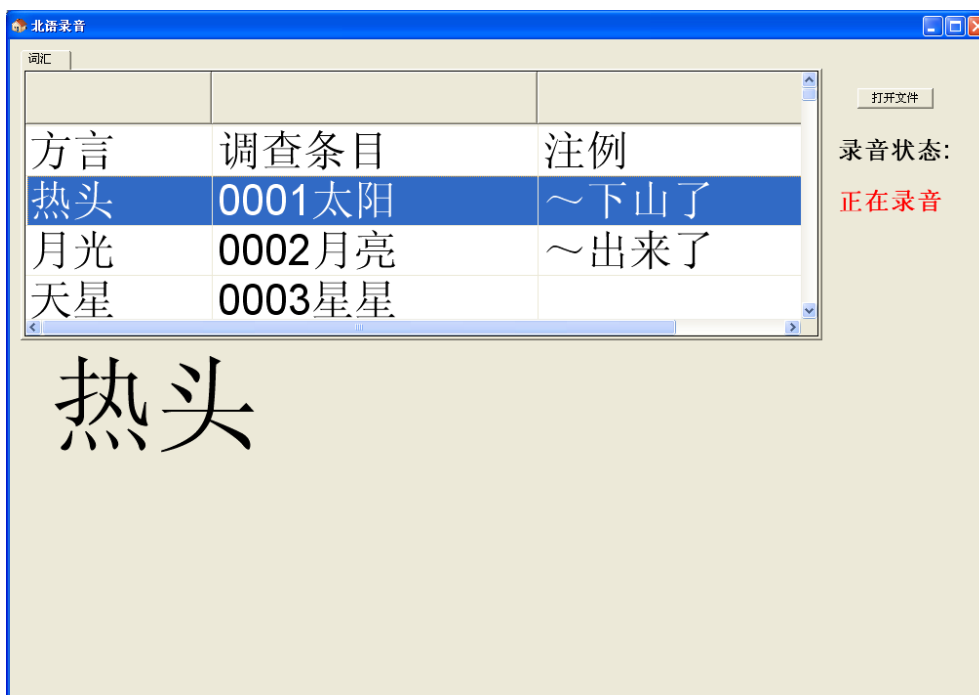 北语录音
词汇
打开文件
方言 调查条目 注例
热头 0001太阳 ～下山了
月光 0002月亮 ～出来了
天星 0003星星
录音状态:
正在录音
热头